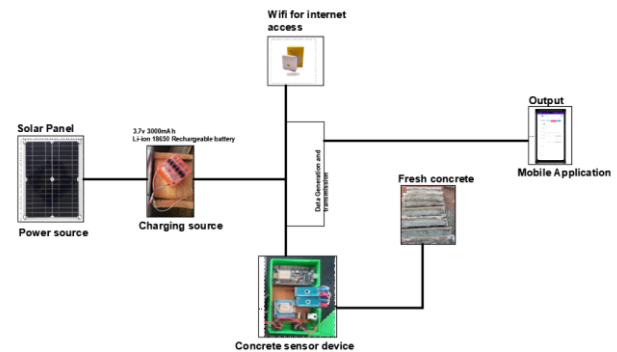 Wifi for internet
access
Solar Panel
3.7v 3000mAh
Li-ion 18650 Rechargeable battery
Output
Data Generation and
transmission
Fresh concrete
Mobile Application
Power source
Charging source
Concrete sensor device